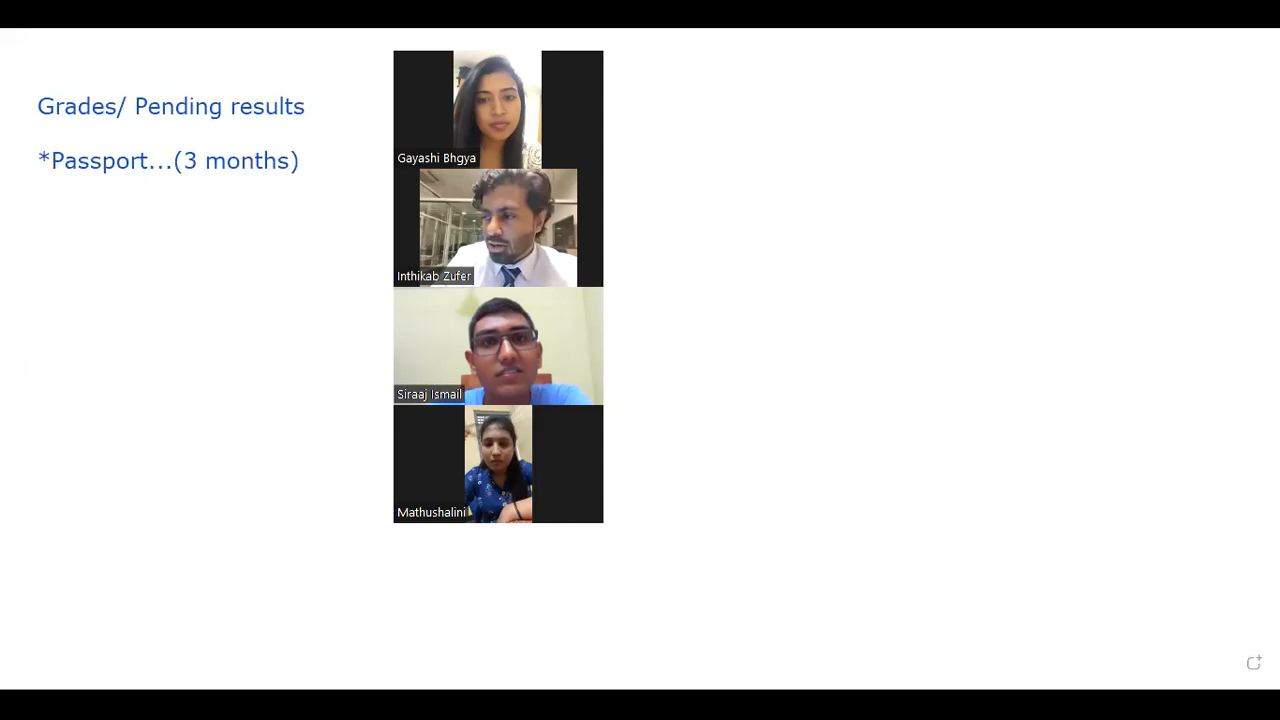 Grades/ Pending results
*Passport...(3 months)
Gayashi Bhgya
Inthikab Zufer
Siraaj Ismail
Mathushalini